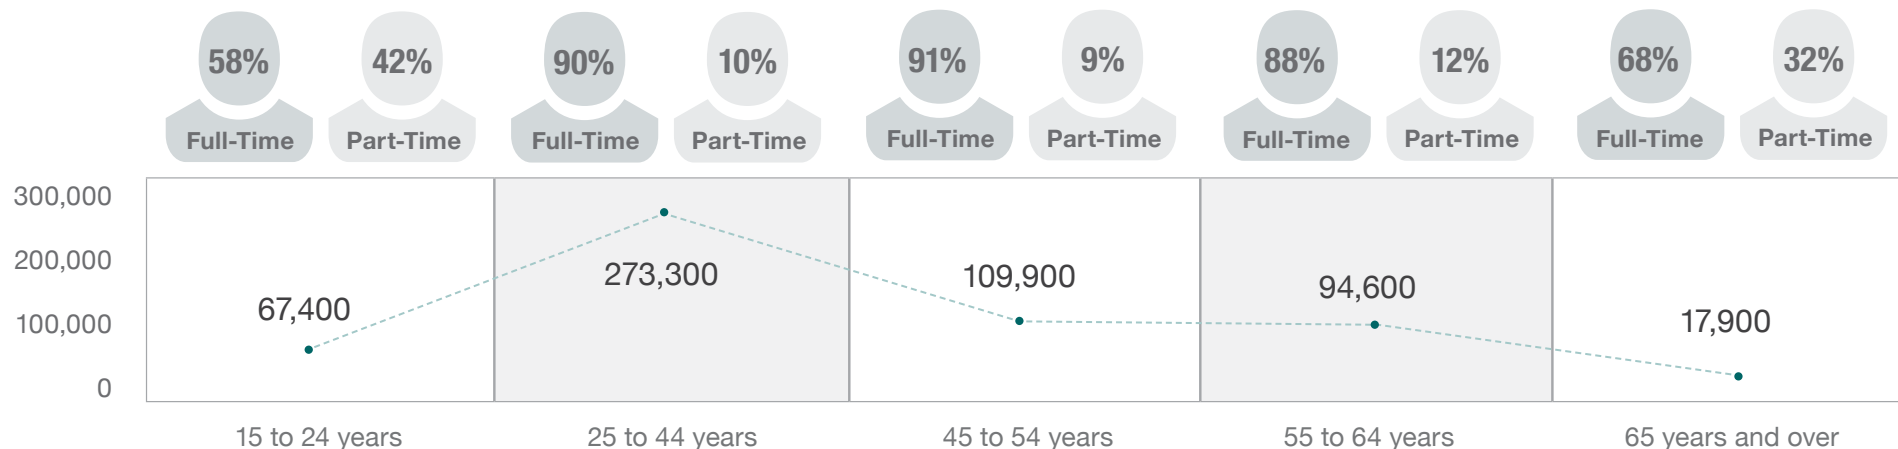 58% 42% 90% 10% 91% 9% 88% 12% 68% 32%
Full-Time Part-Time Full-Time Part-Time Full-Time Part-Time Full-Time Part-Time Full-Time Part-Time
300,000
200,000
100,000
0
67,400
273,300
109,900
94,600
17,900
15 to 24 years
25 to 44 years
45 to 54 years
55 to 64 years
65 years and over